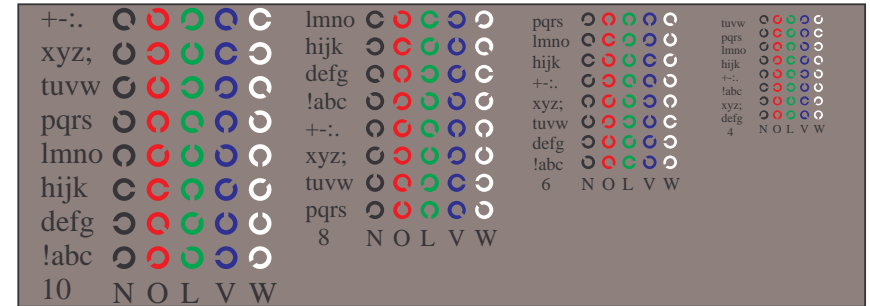 +-:.
xyz;
tuvw
pqrs
lmno
hijk
defg
!abc
10 N O L V W
lmno
hijk
defg
!abc
+-:.
xyz;
tuvw
pqrs
8 N O L V W
pqrs
lmno
hijk
+-:.
xyz;
tuvw
defg
!abc
6 N O L V W
tuvw
pqrs
lmno
hijk
+-:.
!abc
xyz;
defg
4 N O L V W